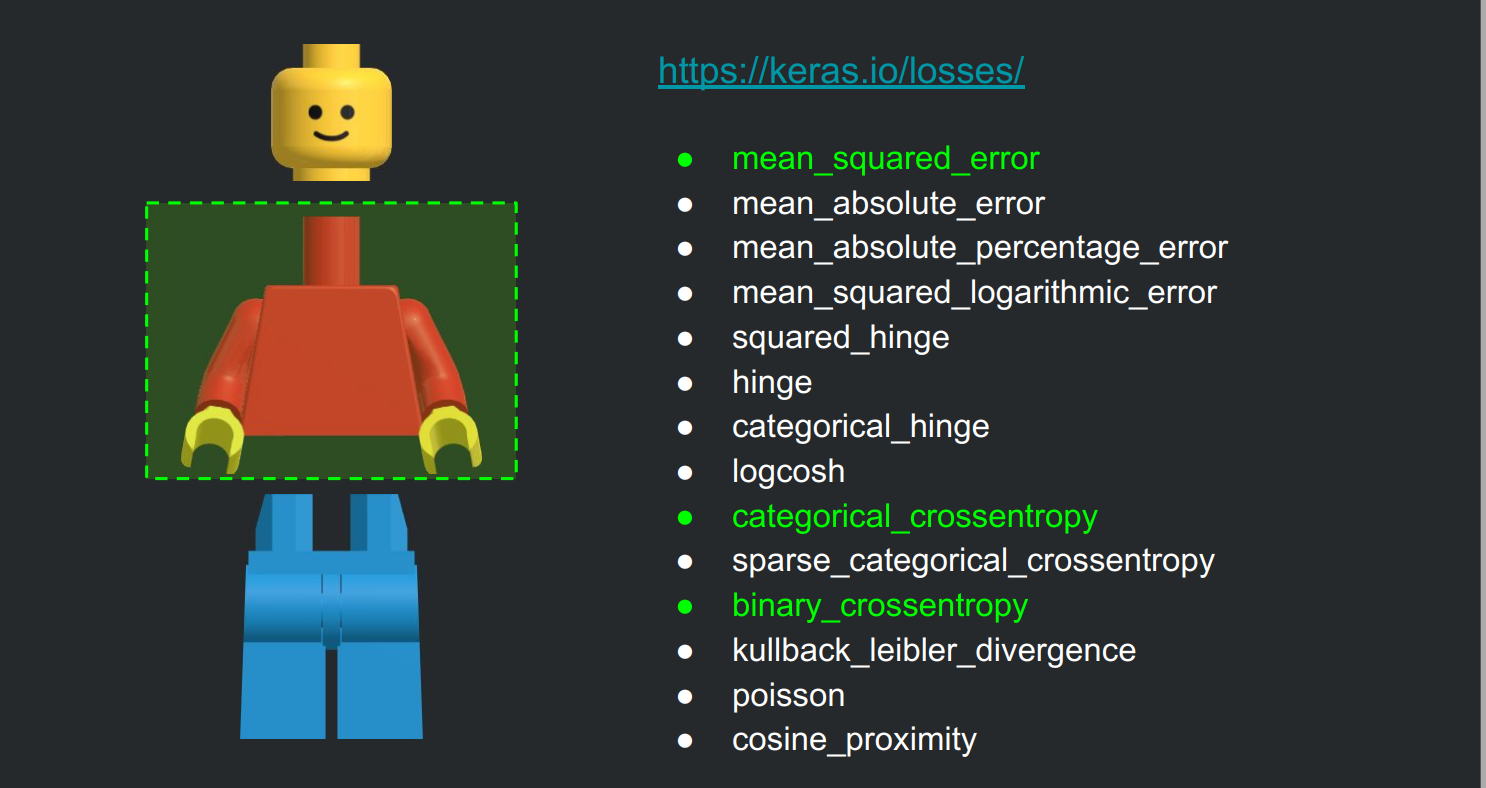 https://keras.io/losses/
● mean_squared_error
● mean_absolute_error
● mean_absolute_percentage_error
● mean_squared_logarithmic_error
● squared_hinge
● hinge
● categorical_hinge
● logcosh
● categorical_crossentropy
● sparse_categorical_crossentropy
● binary_crossentropy
● kullback_leibler_divergence
● poisson
● cosine_proximity